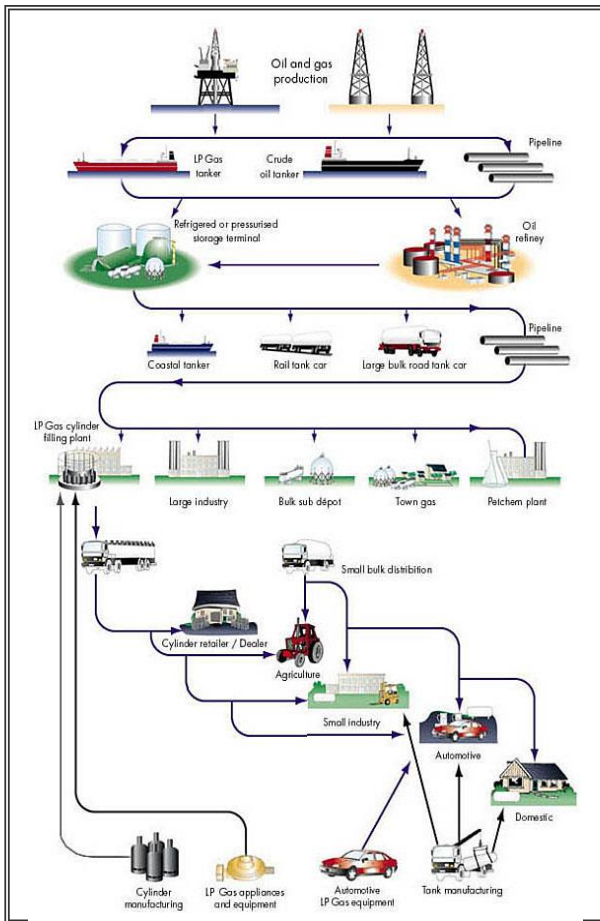 Oil and gas
production
LP Gas
tanker
Crude
oil tanker
Pipeline
Refrigered or pressurised
storage terminal
Oil
refiney
Coastal tanker
Rail tank car
Large bulk road tank car
Pipeline
LP Gas cylinder
filling plant
Large industry
Bulk sub dépot
Town gas
Petchem plant
Small bulk distribition
Cylinder retailer / Dealer
Agriculture
Small industry
Automotive
Domestic
Cylinder
manufacturing
LP Gas appliances
and equipment
Automotive
LP Gas equipment
Tank manufacturing